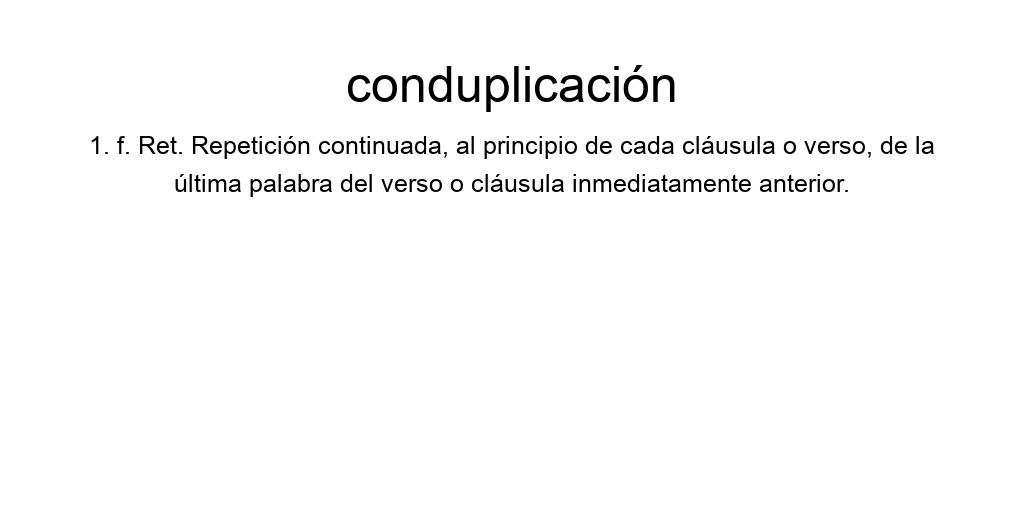 conduplicación
1. f. Ret. Repetición continuada, al principio de cada cláusula o verso, de la
última palabra del verso o cláusula inmediatamente anterior.